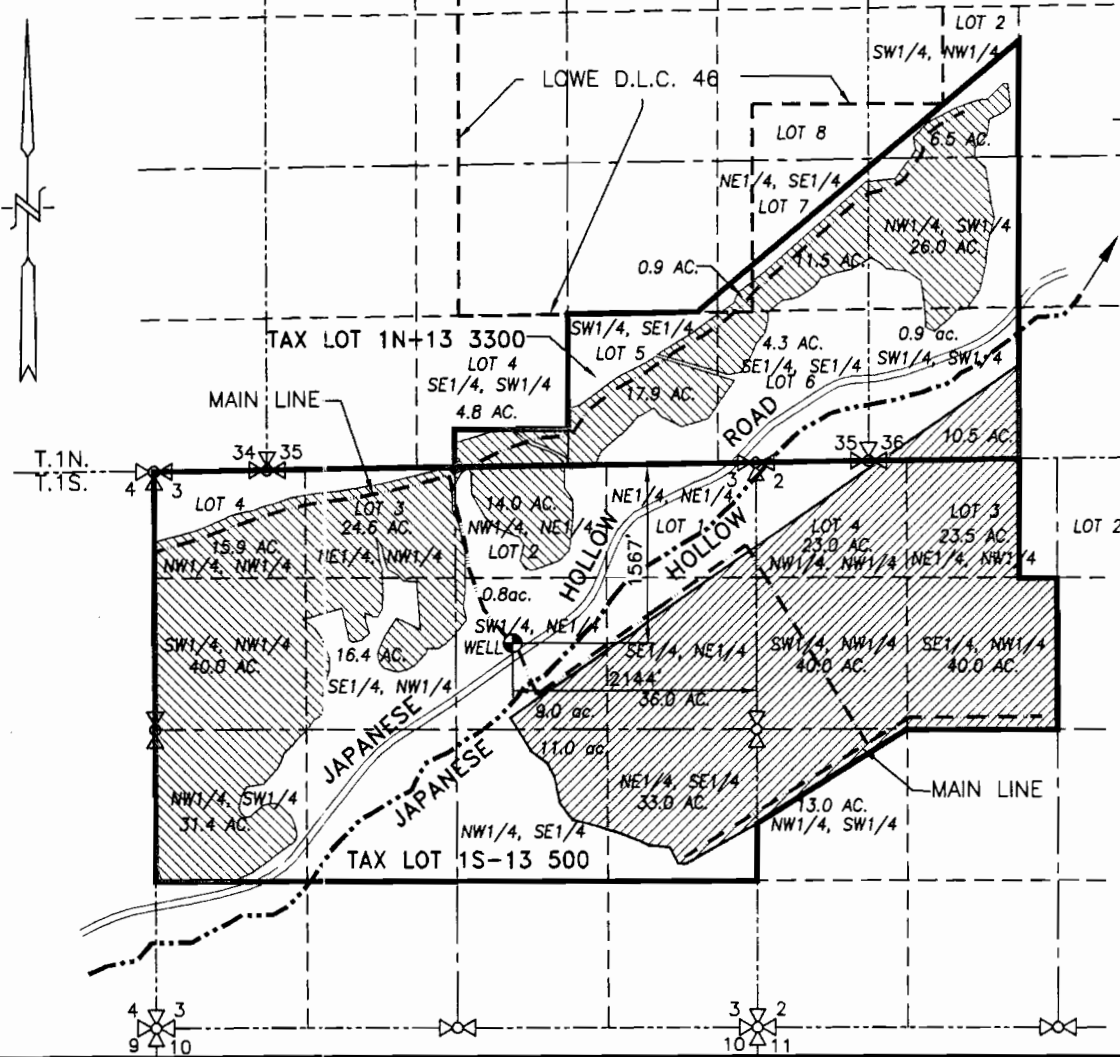 LOT 2
SW1/4, NW1/4
LOWE D.L.C. 46
LOT 8
6.5 AC.
NE1/4, SE1/4
LOT 7
NW1/4, SW1/4
26.0 AC.
11.5 AC.
0.9 AC.
TAX LOT 1N-13 3300
SW1/4, SE1/4
LOT 5
4.3 AC.
SE1/4, SE1/4
LOT 6
0.9 ac.
SW1/4, SW1/4
LOT 4
SE1/4, SW1/4
4.8 AC.
17.9 AC.
MAIN LINE
ROAD
10.5 AC.
T.1N.
T.1S.
34 35
35 36
4 3
3 2
LOT 4
15.9 AC.
NW1/4, NW1/4
LOT 3
24.6 AC.
NE1/4, NW1/4
14.0 AC.
NW1/4, NE1/4
LOT 2
NE1/4, NE1/4
LOT 1
1567'
HOLLOW
HOLLOW
LOT 4
23.0 AC.
NW1/4, NW1/4
LOT 3
23.5 AC.
NE1/4, NW1/4
LOT 2
0.8ac.
SW1/4, NE1/4
WELL
SW1/4, NW1/4
40.0 AC.
16.4 AC.
SE1/4, NW1/4
SE1/4, NE1/4
2144'
36.0 AC.
SW1/4, NW1/4
40.0 AC.
SE1/4, NW1/4
40.0 AC.
9.0 ac.
11.0 ac.
JAPANESE
JAPANESE
NW1/4, SW1/4
31.4 AC.
NE1/4, SE1/4
33.0 AC.
MAIN LINE
13.0 AC.
NW1/4, SW1/4
NW1/4, SE1/4
TAX LOT 1S-13 500
4 3
9 10
3 2
10 11